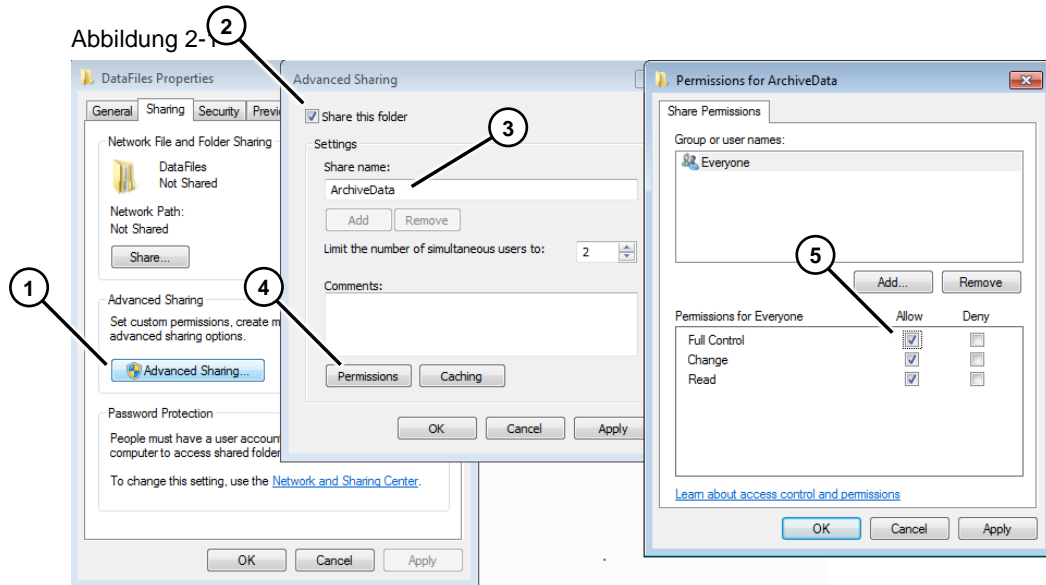 Abbildung 2-1
2
DataFiles Properties
General Sharing Security Previ
Network File and Folder Sharing
DataFiles
Not Shared
Network Path:
Not Shared
Share...
1
Advanced Sharing
Set custom permissions, create m
advanced sharing options.
Advanced Sharing...
Password Protection
People must have a user accoun
computer to access shared folder
To change this setting, use the Network and Sharing Center.
OK Cancel Apply
Advanced Sharing
Share this folder
3
Settings
Share name:
ArchiveData
Add Remove
Limit the number of simultaneous users to: 2
4
Comments:
Permissions Caching
OK Cancel Apply
Permissions for ArchiveData
Share Permissions
Group or user names:
Everyone
5
Add... Remove
Permissions for Everyone Allow Deny
Full Control
Change
Read
Learn about access control and permissions
OK Cancel Apply